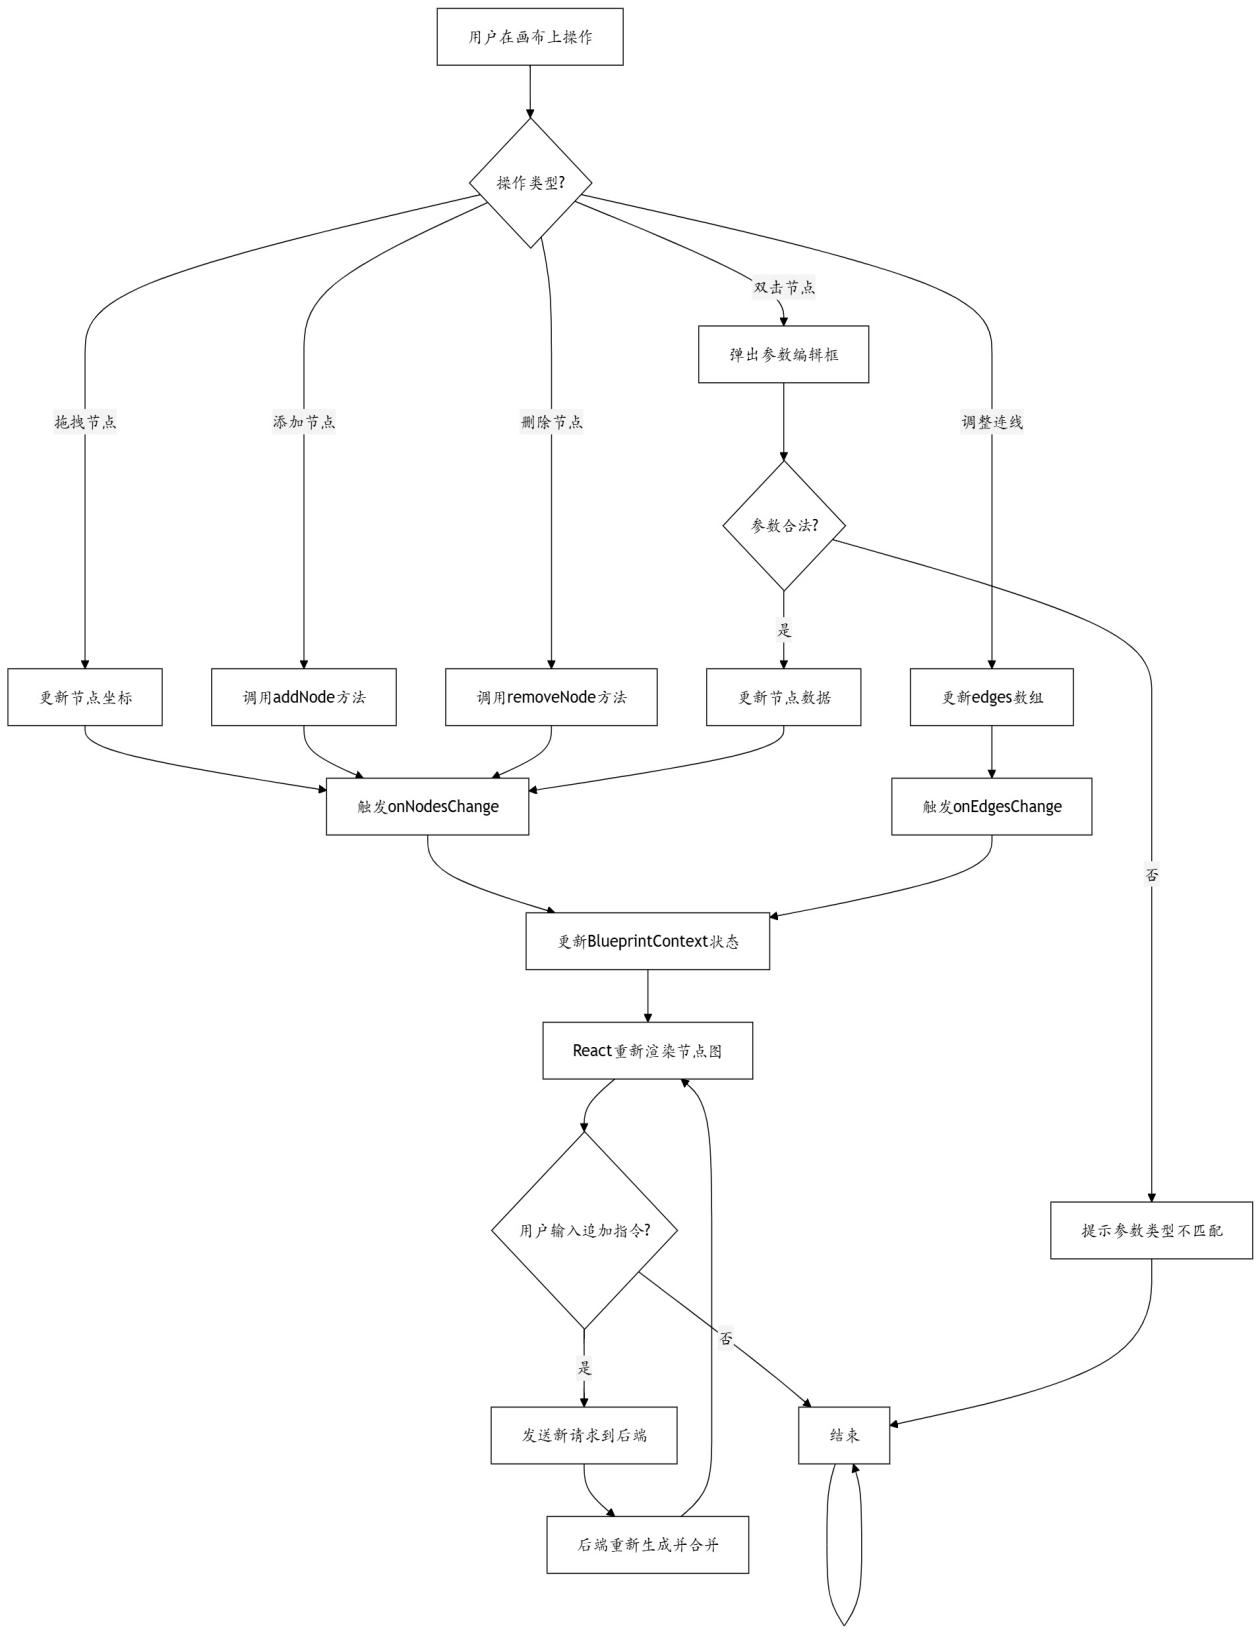 用户在画布上操作
操作类型?
双击节点
弹出参数编辑框
拖拽节点
添加节点
删除节点
调整连线
参数合法?
是
更新节点坐标
调用addNode方法
调用removeNode方法
更新节点数据
更新edges数组
触发onNodesChange
触发onEdgesChange
否
更新BlueprintContext状态
React重新渲染节点图
用户输入追加指令?
提示参数类型不匹配
否
是
发送新请求到后端
结束
后端重新生成并合并